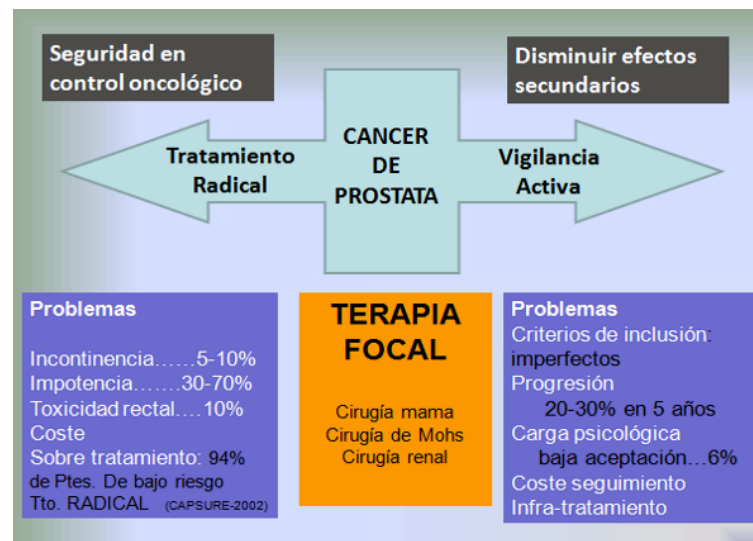 Seguridad en
control oncológico
Disminuir efectos
secundarios
CANCER
DE
PROSTATA
Tratamiento
Radical
Vigilancia
Activa
Problemas
Incontinencia......5-10%
Impotencia.......30-70%
Toxicidad rectal....10%
Coste
Sobre tratamiento: 94%
de Ptes. De bajo riesgo
Tto. RADICAL (CAPSURE-2002)
TERAPIA
FOCAL
Cirugía mama
Cirugía de Mohs
Cirugía renal
Problemas
Criterios de inclusión:
imperfectos
Progresión
20-30% en 5 años
Carga psicológica
baja aceptación...6%
Coste seguimiento
Infra-tratamiento